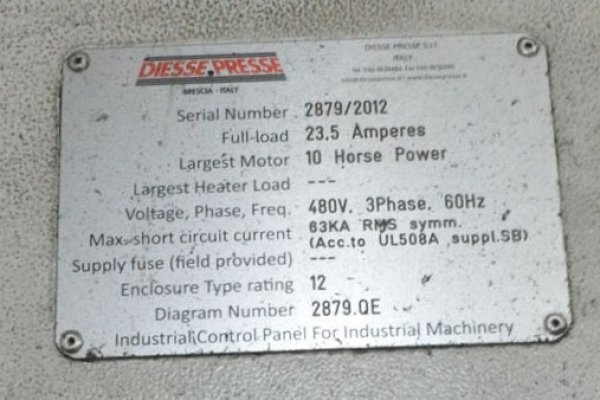 DIESSE PRESSE
BRESCIA - ITALY
DIESSE PRESSE S.r.l.
ITALY
Serial Number 2879/2012
Full-load 23,5 Amperes
Largest Motor 10 Horse Power
Largest Heater Load ---
Voltage, Phase, Freq. 480V, 3Phase, 60Hz
Max. short circuit current 63KA RMS symm.
(Acc.to UL508A suppl.SB)
Supply fuse (field provided) ---
Enclosure Type rating 12
Diagram Number 2879.QE
Industrial Control Panel For Industrial Machinery